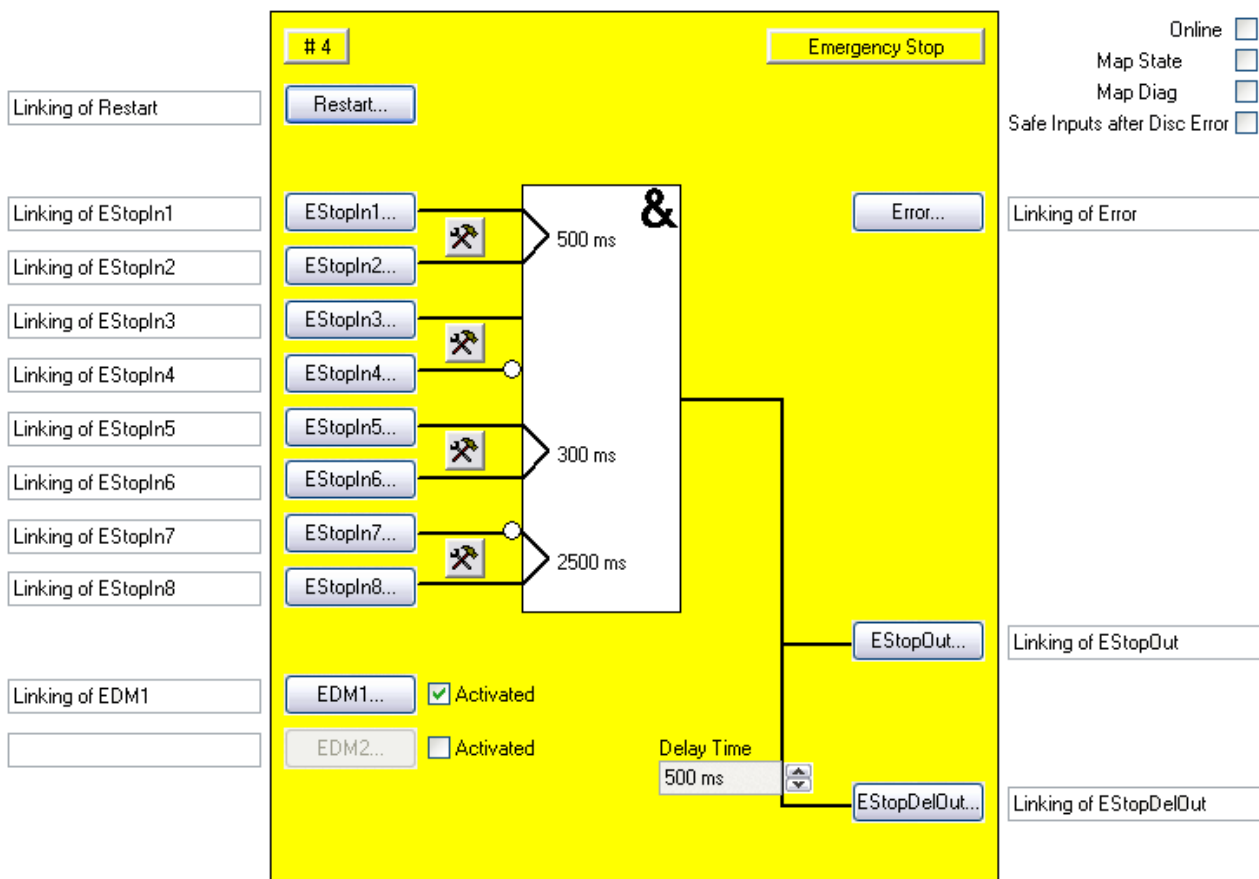 # 4
Emergency Stop
Online
Map State
Map Diag
Safe Inputs after Disc Error
Linking of Restart
Restart...
Linking of EStopIn1
EStopIn1...
500 ms
&
Error...
Linking of Error
Linking of EStopIn2
EStopIn2...
Linking of EStopIn3
EStopIn3...
Linking of EStopIn4
EStopIn4...
Linking of EStopIn5
EStopIn5...
300 ms
Linking of EStopIn6
EStopIn6...
Linking of EStopIn7
EStopIn7...
2500 ms
Linking of EStopIn8
EStopIn8...
EStopOut...
Linking of EStopOut
Linking of EDM1
EDM1...
Activated
EDM2...
Activated
Delay Time
500 ms
EStopDelOut...
Linking of EStopDelOut